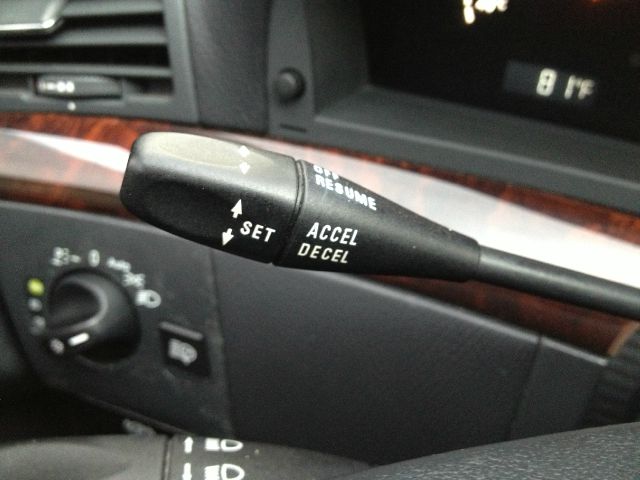 81°F
OFF
RESUME
SET
ACCEL
DECEL